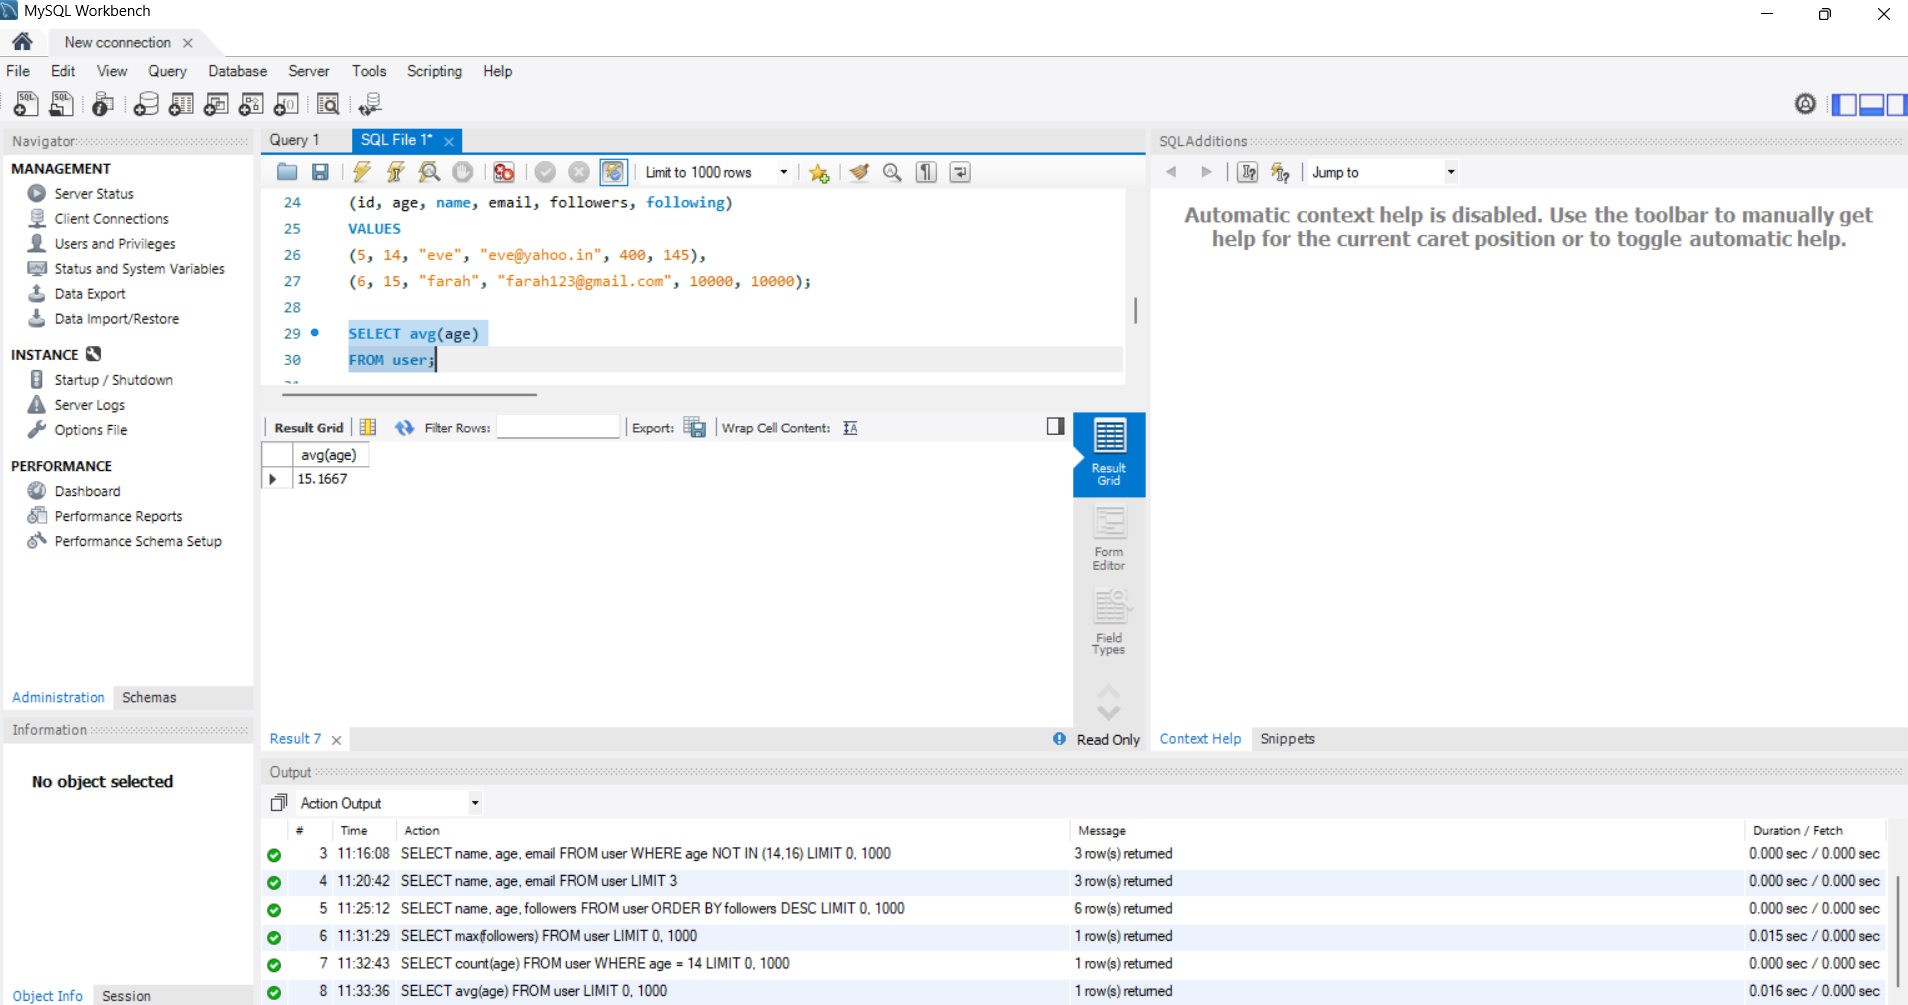 MySQL Workbench
New cconnection
File Edit View Query Database Server Tools Scripting Help
Navigator
MANAGEMENT
Server Status
Client Connections
Users and Privileges
Status and System Variables
Data Export
Data Import/Restore
INSTANCE
Startup / Shutdown
Server Logs
Options File
PERFORMANCE
Dashboard
Performance Reports
Performance Schema Setup
Administration Schemas
Information
No object selected
Object Info Session
Query 1 SQL File 1*
Limit to 1000 rows
24 (id, age, name, email, followers, following)
25 VALUES
26 (5, 14, "eve", "eve@yahoo.in", 400, 145),
27 (6, 15, "farah", "farah123@gmail.com", 10000, 10000);
28
29 SELECT avg(age)
30 FROM user;
Result Grid Filter Rows: Export: Wrap Cell Content:
avg(age)
15.1667
Result
Grid
Form
Editor
Field
Types
Result 7 Read Only
SQLAdditions
Jump to
Automatic context help is disabled. Use the toolbar to manually get
help for the current caret position or to toggle automatic help.
Context Help Snippets
Output
Action Output
# Time Action Message Duration / Fetch
3 11:16:08 SELECT name, age, email FROM user WHERE age NOT IN (14,16) LIMIT 0, 1000 3 row(s) returned 0.000 sec / 0.000 sec
4 11:20:42 SELECT name, age, email FROM user LIMIT 3 3 row(s) returned 0.000 sec / 0.000 sec
5 11:25:12 SELECT name, age, followers FROM user ORDER BY followers DESC LIMIT 0, 1000 6 row(s) returned 0.000 sec / 0.000 sec
6 11:31:29 SELECT max(followers) FROM user LIMIT 0, 1000 1 row(s) returned 0.015 sec / 0.000 sec
7 11:32:43 SELECT count(age) FROM user WHERE age = 14 LIMIT 0, 1000 1 row(s) returned 0.000 sec / 0.000 sec
8 11:33:36 SELECT avg(age) FROM user LIMIT 0, 1000 1 row(s) returned 0.016 sec / 0.000 sec